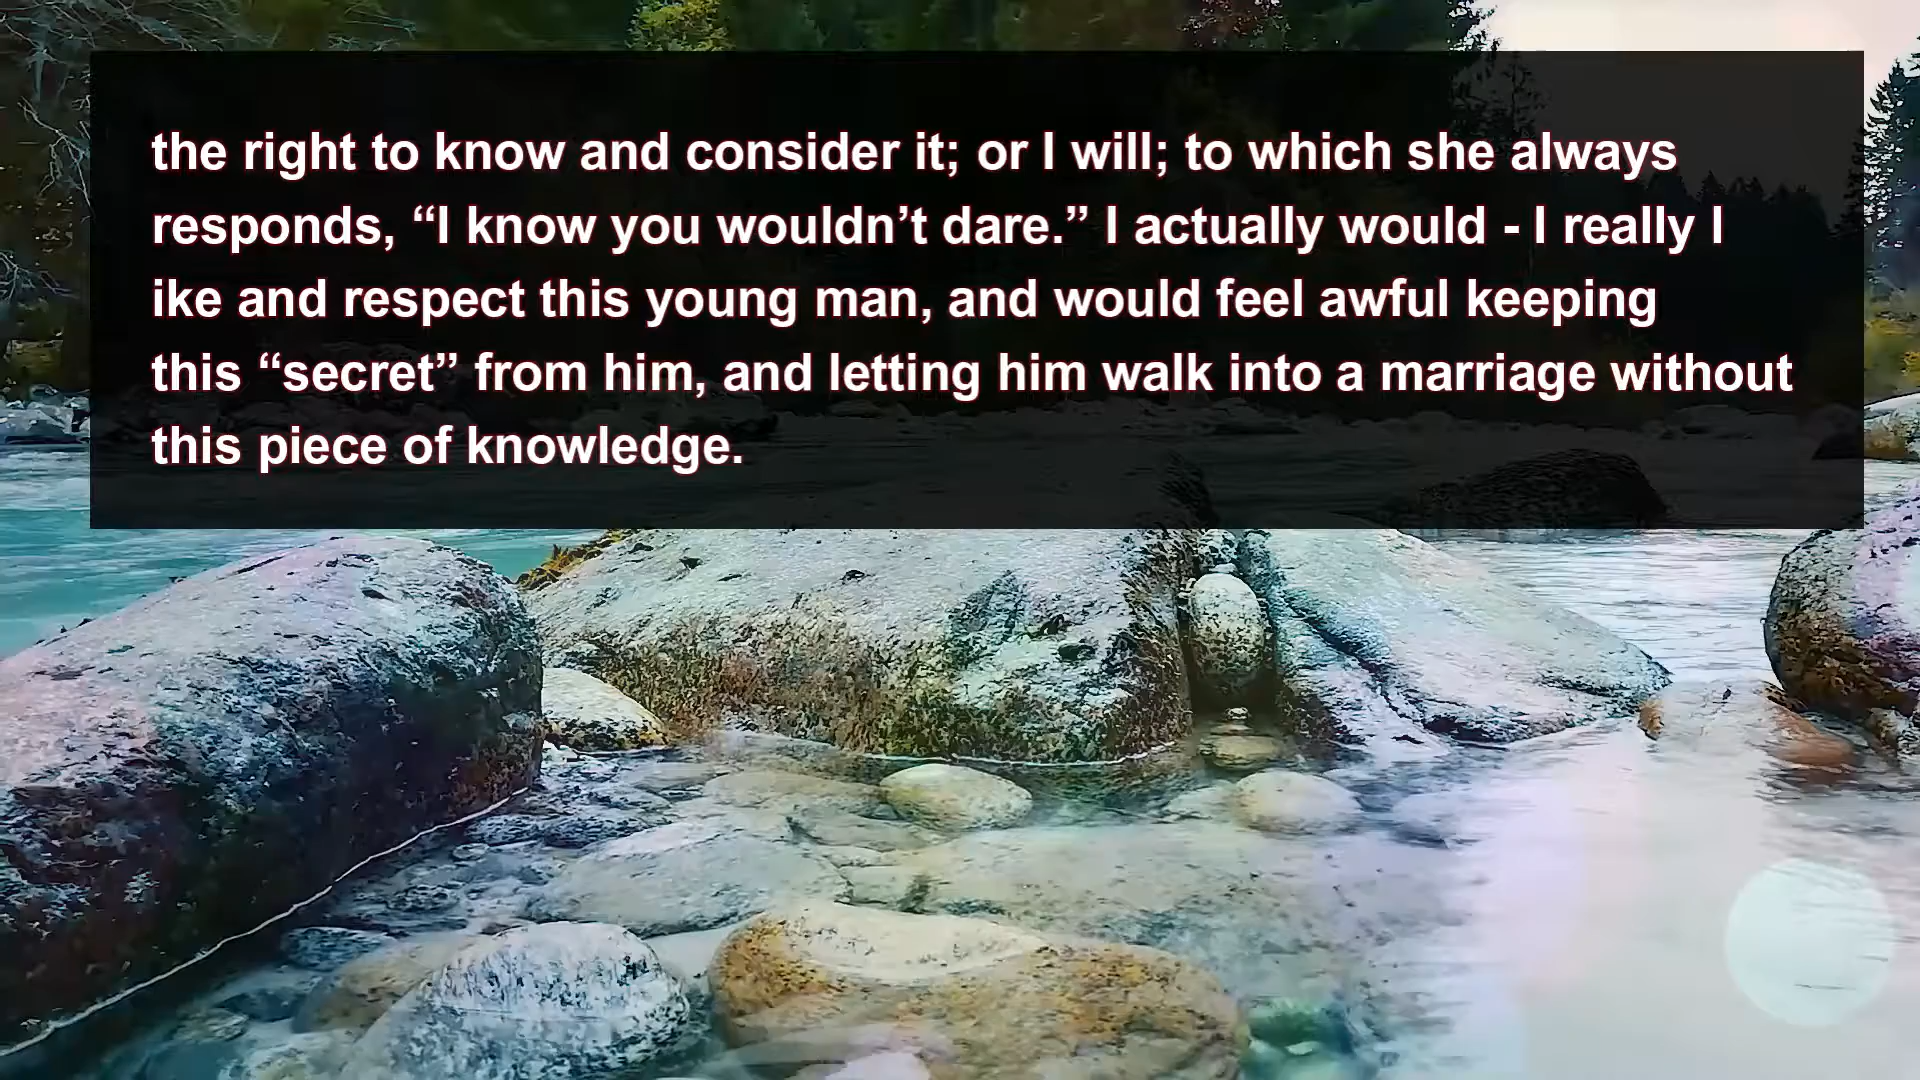 the right to know and consider it; or I will; to which she always
responds, “I know you wouldn’t dare.” I actually would - I really l
ike and respect this young man, and would feel awful keeping
this “secret” from him, and letting him walk into a marriage without
this piece of knowledge.